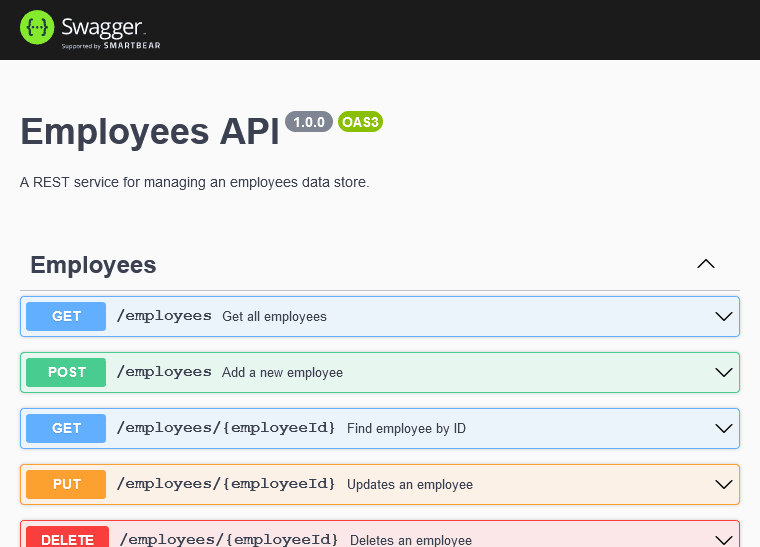 {···} Swagger™
Supported by SMARTBEAR
Employees API 1.0.0 OAS3
A REST service for managing an employees data store.
Employees
GET /employees Get all employees
POST /employees Add a new employee
GET /employees/{employeeId} Find employee by ID
PUT /employees/{employeeId} Updates an employee
DELETE /employees/{employeeId} Deletes an employee